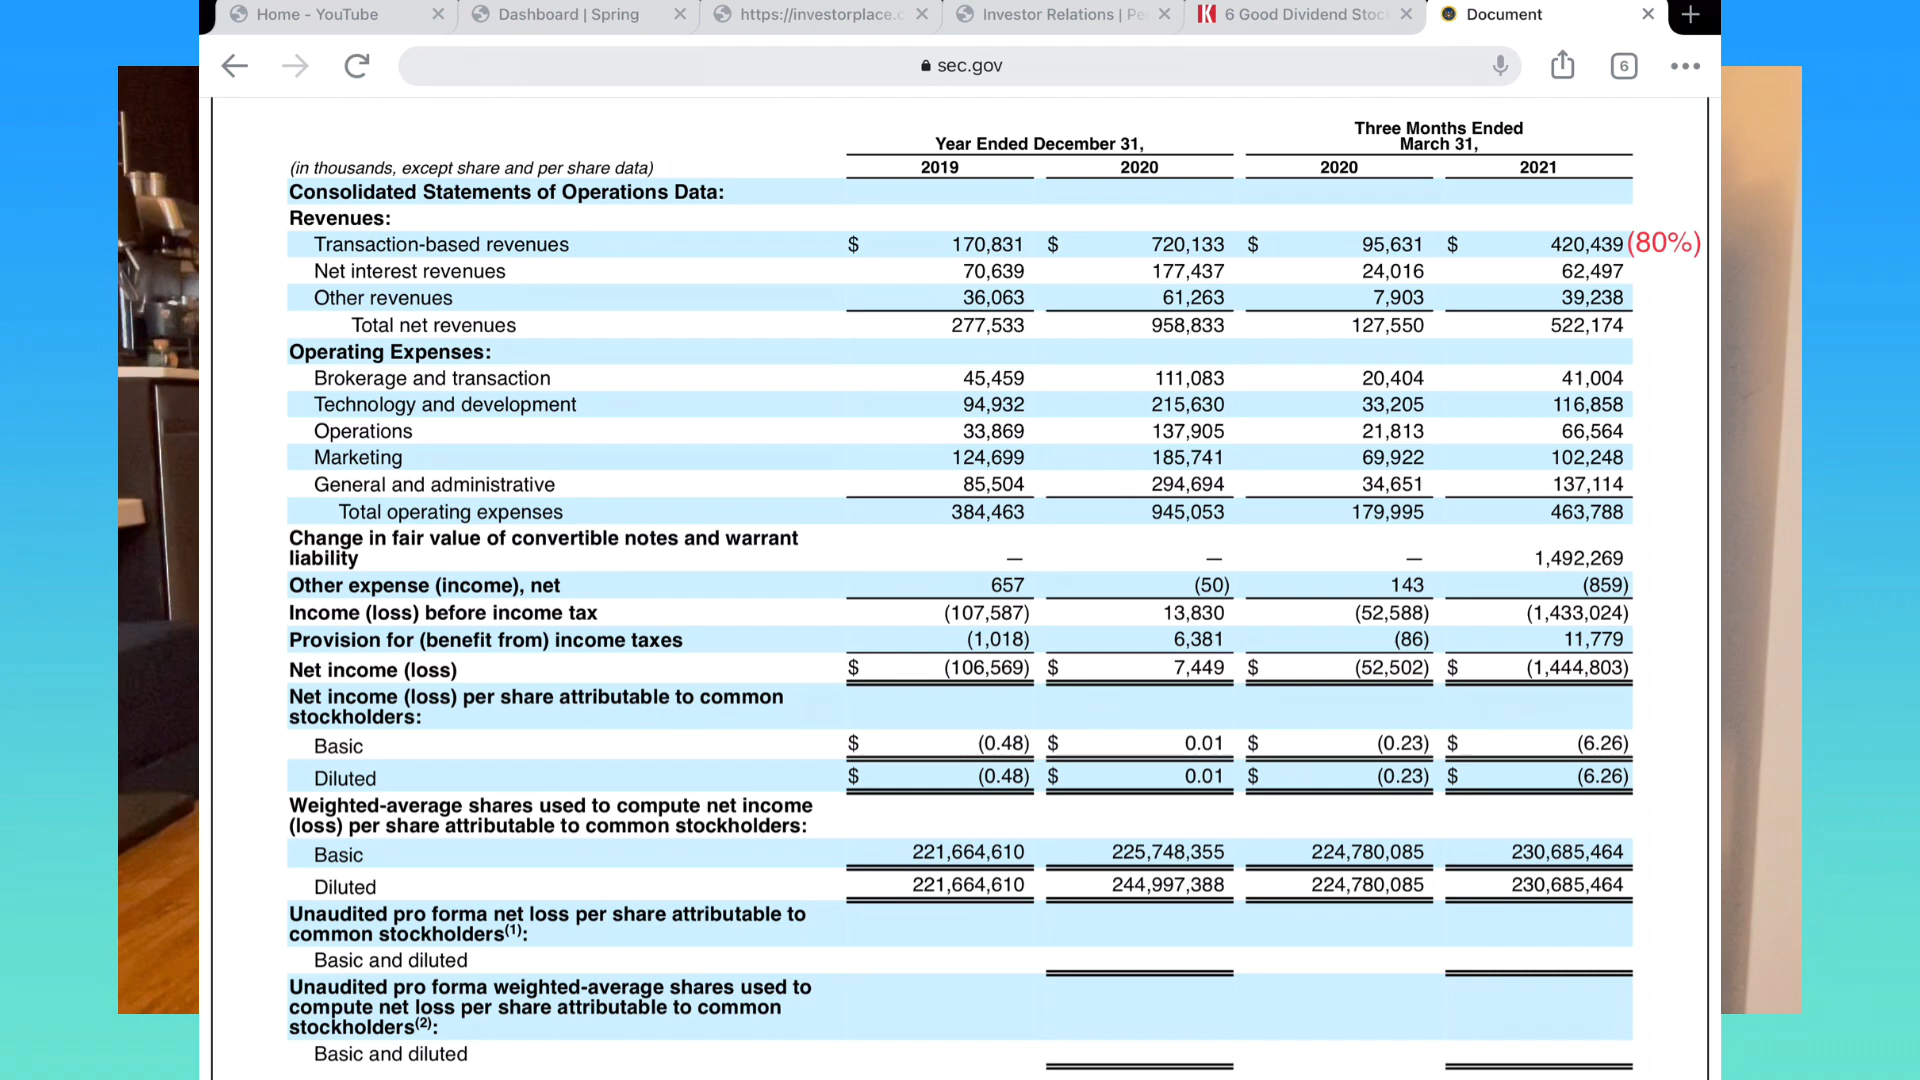 Home - YouTube
Dashboard | Spring
https://investorplace.c
Investor Relations | Pe
6 Good Dividend Stoc
Document
sec.gov
6
Three Months Ended
Year Ended December 31, March 31,
(in thousands, except share and per share data) 2019 2020 2020 2021
Consolidated Statements of Operations Data:
Revenues:
Transaction-based revenues $ 170,831 $ 720,133 $ 95,631 $ 420,439 (80%)
Net interest revenues 70,639 177,437 24,016 62,497
Other revenues 36,063 61,263 7,903 39,238
Total net revenues 277,533 958,833 127,550 522,174
Operating Expenses:
Brokerage and transaction 45,459 111,083 20,404 41,004
Technology and development 94,932 215,630 33,205 116,858
Operations 33,869 137,905 21,813 66,564
Marketing 124,699 185,741 69,922 102,248
General and administrative 85,504 294,694 34,651 137,114
Total operating expenses 384,463 945,053 179,995 463,788
Change in fair value of convertible notes and warrant
liability — — — 1,492,269
Other expense (income), net 657 (50) 143 (859)
Income (loss) before income tax (107,587) 13,830 (52,588) (1,433,024)
Provision for (benefit from) income taxes (1,018) 6,381 (86) 11,779
Net income (loss) $ (106,569) $ 7,449 $ (52,502) $ (1,444,803)
Net income (loss) per share attributable to common
stockholders:
Basic $ (0.48) $ 0.01 $ (0.23) $ (6.26)
Diluted $ (0.48) $ 0.01 $ (0.23) $ (6.26)
Weighted-average shares used to compute net income
(loss) per share attributable to common stockholders:
Basic 221,664,610 225,748,355 224,780,085 230,685,464
Diluted 221,664,610 244,997,388 224,780,085 230,685,464
Unaudited pro forma net loss per share attributable to
common stockholders(1):
Basic and diluted
Unaudited pro forma weighted-average shares used to
compute net loss per share attributable to common
stockholders(2):
Basic and diluted